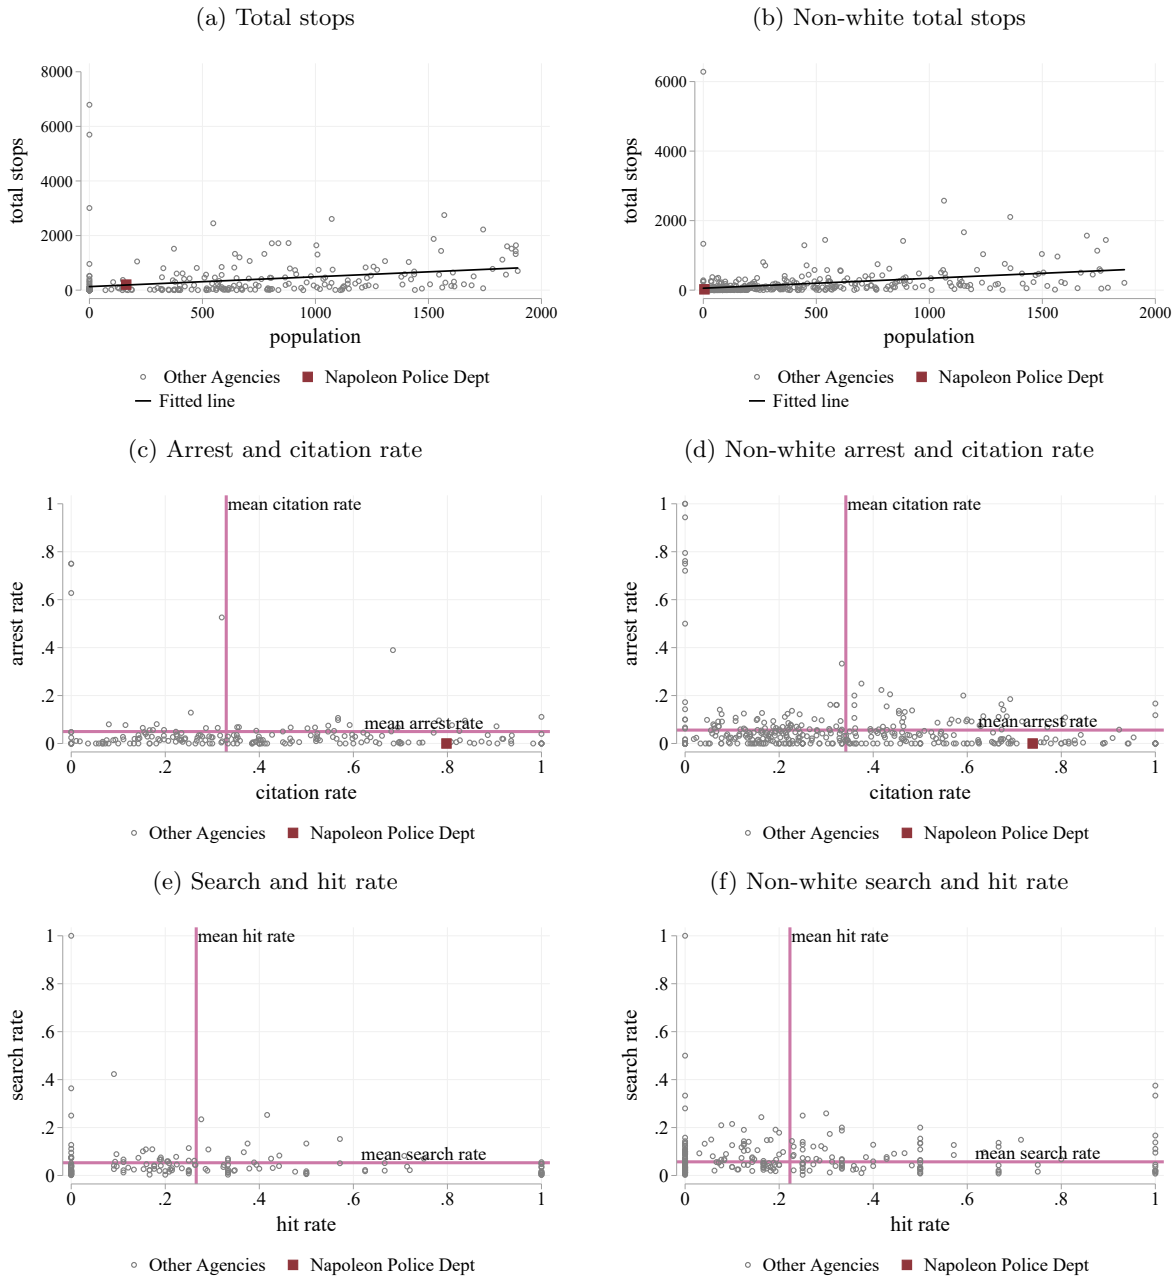 (a) Total stops
(b) Non-white total stops
8000
6000
4000
2000
0
total stops
0 500 1000 1500 2000
population
Other Agencies Napoleon Police Dept
Fitted line
6000
4000
2000
0
total stops
0 500 1000 1500 2000
population
Other Agencies Napoleon Police Dept
Fitted line
(c) Arrest and citation rate
(d) Non-white arrest and citation rate
1
.8
.6
.4
.2
0
arrest rate
mean citation rate
mean arrest rate
0 .2 .4 .6 .8 1
citation rate
Other Agencies Napoleon Police Dept
1
.8
.6
.4
.2
0
arrest rate
mean citation rate
mean arrest rate
0 .2 .4 .6 .8 1
citation rate
Other Agencies Napoleon Police Dept
(e) Search and hit rate
(f) Non-white search and hit rate
1
.8
.6
.4
.2
0
search rate
mean hit rate
mean search rate
0 .2 .4 .6 .8 1
hit rate
Other Agencies Napoleon Police Dept
1
.8
.6
.4
.2
0
search rate
mean hit rate
mean search rate
0 .2 .4 .6 .8 1
hit rate
Other Agencies Napoleon Police Dept